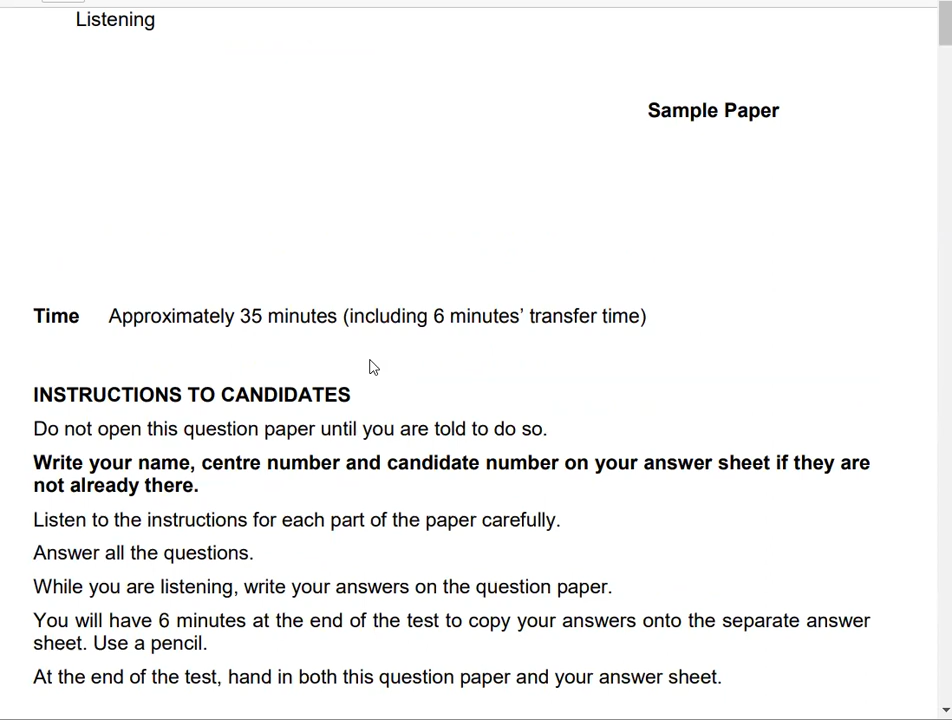 Listening
Sample Paper
Time Approximately 35 minutes (including 6 minutes’ transfer time)
INSTRUCTIONS TO CANDIDATES
Do not open this question paper until you are told to do so.
Write your name, centre number and candidate number on your answer sheet if they are
not already there.
Listen to the instructions for each part of the paper carefully.
Answer all the questions.
While you are listening, write your answers on the question paper.
You will have 6 minutes at the end of the test to copy your answers onto the separate answer
sheet. Use a pencil.
At the end of the test, hand in both this question paper and your answer sheet.